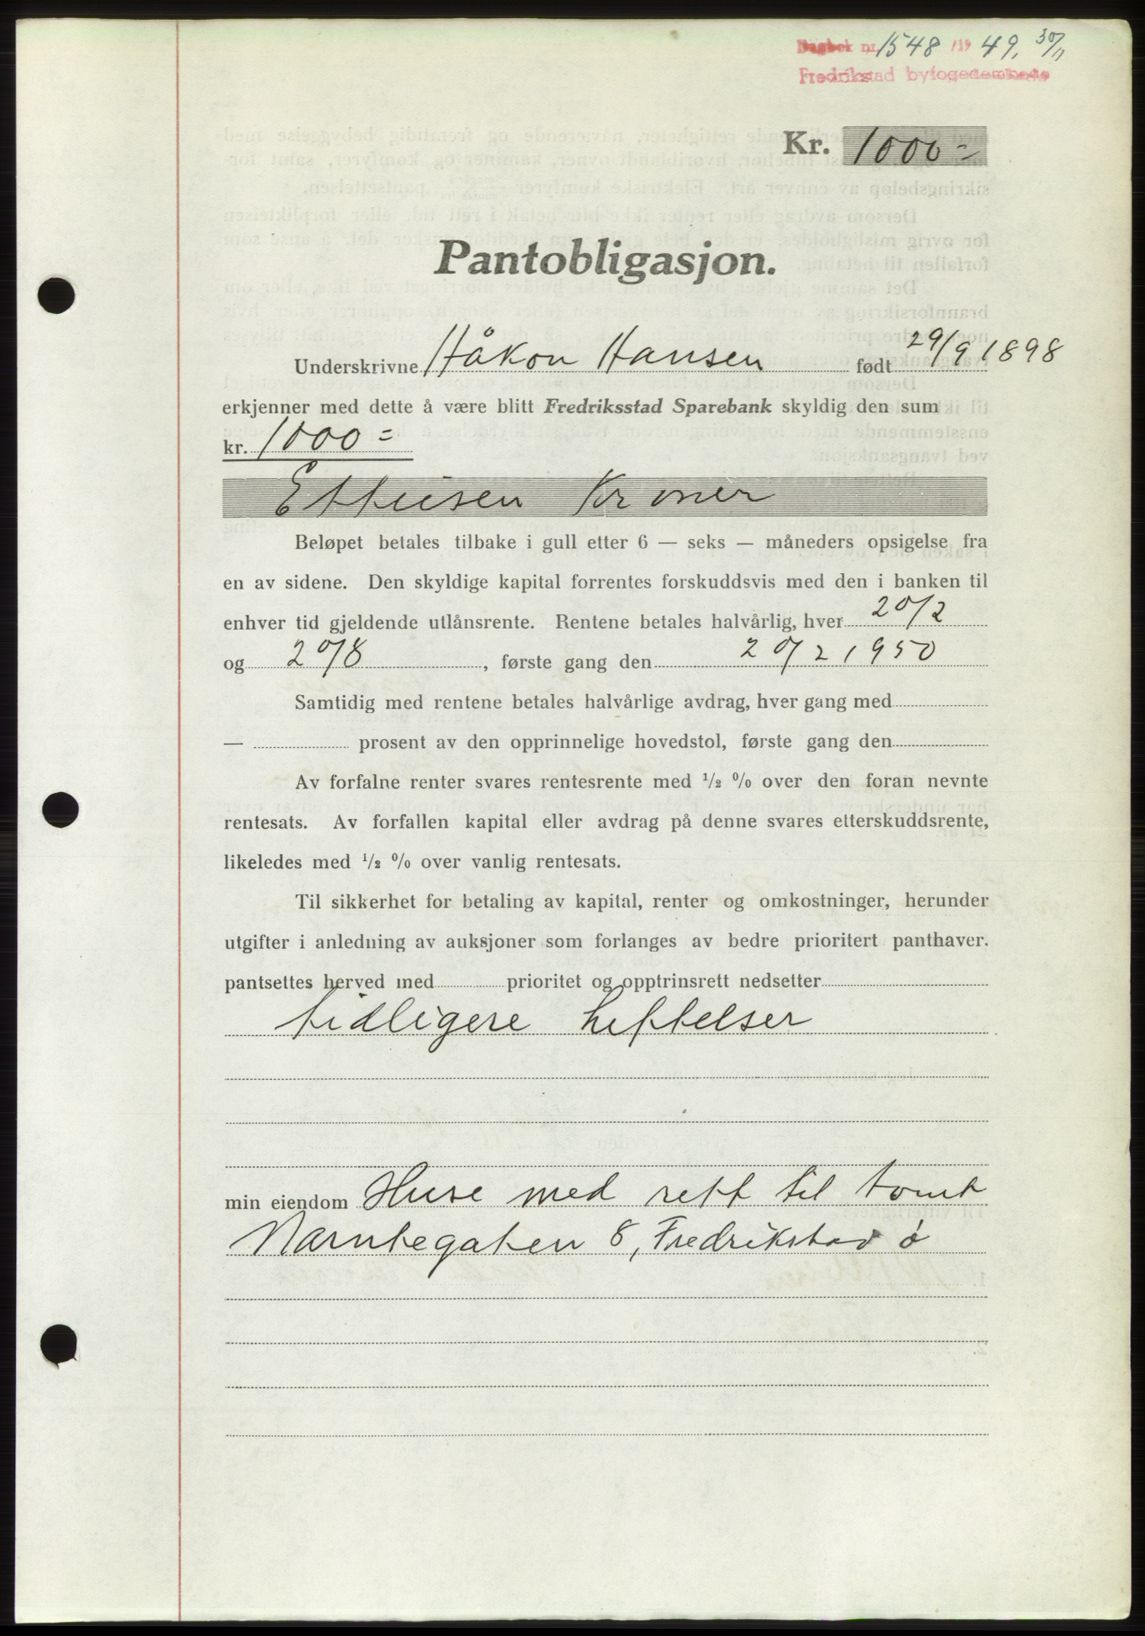 Dagbok nr. 1548 /19 49, 30/11
Fredrikstad byfogedembede
Kr. 1000 =
Pantobligasjon.
Underskrivne Håkon Hansen født 29/9 1898
erkjenner med dette å være blitt Fredriksstad Sparebank skyldig den sum
kr. 1000 =
Ettusen Kroner
Beløpet betales tilbake i gull etter 6 — seks — måneders opsigelse fra
en av sidene. Den skyldige kapital forrentes forskuddsvis med den i banken til
enhver tid gjeldende utlånsrente. Rentene betales halvårlig, hver 20/2
og 20/8, første gang den 20/2 1950
Samtidig med rentene betales halvårlige avdrag, hver gang med
— prosent av den opprinnelige hovedstol, første gang den
Av forfalne renter svares rentesrente med 1/2 % over den foran nevnte
rentesats. Av forfallen kapital eller avdrag på denne svares etterskuddsrente,
likeledes med 1/2 % over vanlig rentesats.
Til sikkerhet for betaling av kapital, renter og omkostninger, herunder
utgifter i anledning av auksjoner som forlanges av bedre prioritert panthaver.
pantsettes herved med prioritet og opptrinsrett nedsetter
tidligere heftelser
min eiendom Huse med rett til tomt
8, Fredrikstad ø